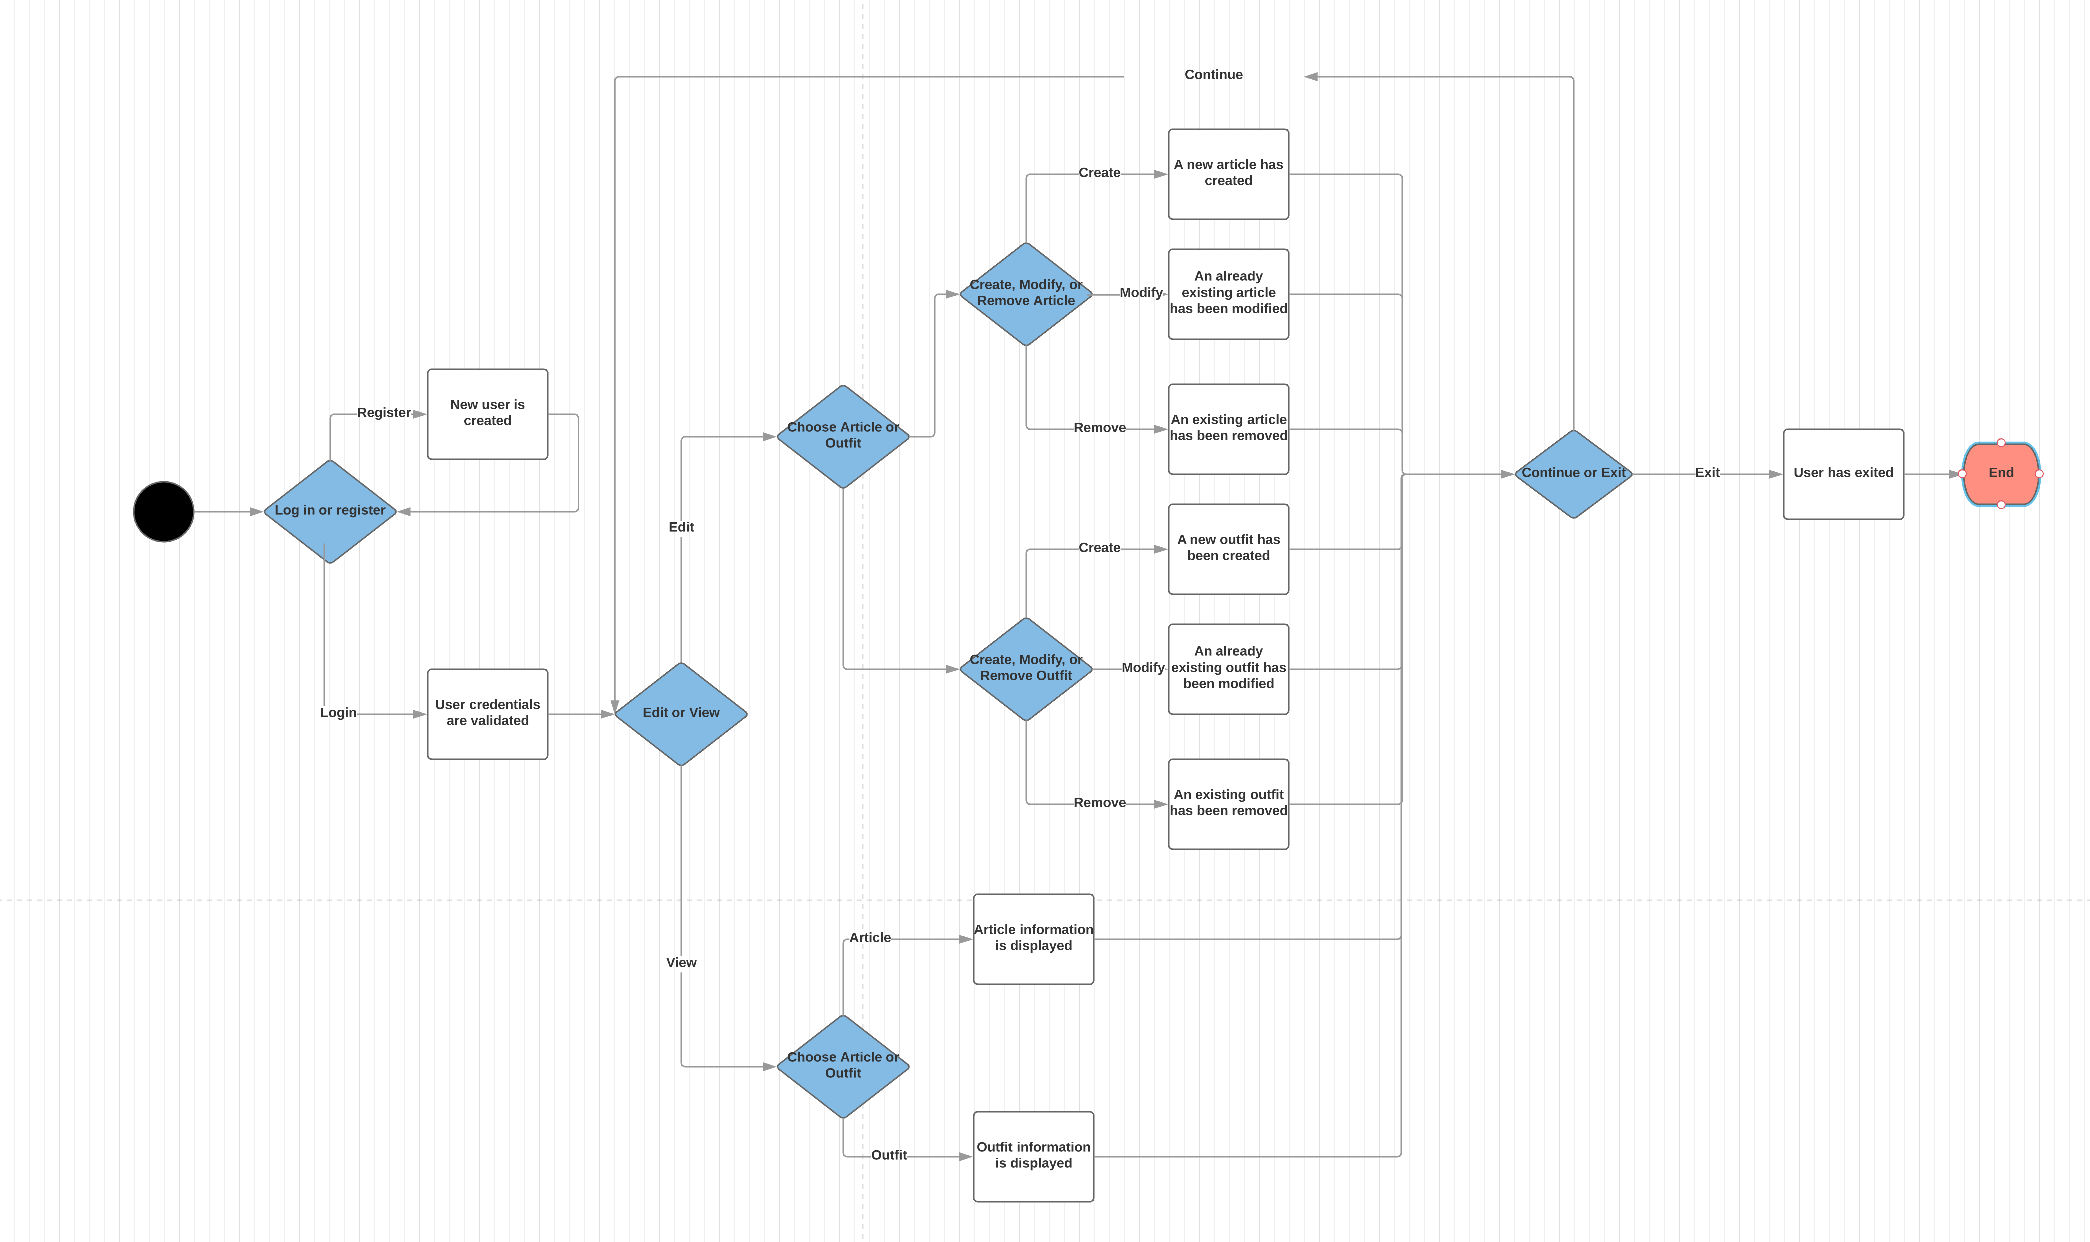 Continue
Create
A new article has
created
Create, Modify, or
Remove Article
Modify
An already
existing article
has been modified
Register
New user is
created
Choose Article or
Outfit
Remove
An existing article
has been removed
Continue or Exit
Exit
User has exited
End
Log in or register
Edit
Create
A new outfit has
been created
Create, Modify, or
Remove Outfit
Modify
An already
existing outfit has
been modified
Login
User credentials
are validated
Edit or View
Remove
An existing outfit
has been removed
View
Article
Article information
is displayed
Choose Article or
Outfit
Outfit
Outfit information
is displayed